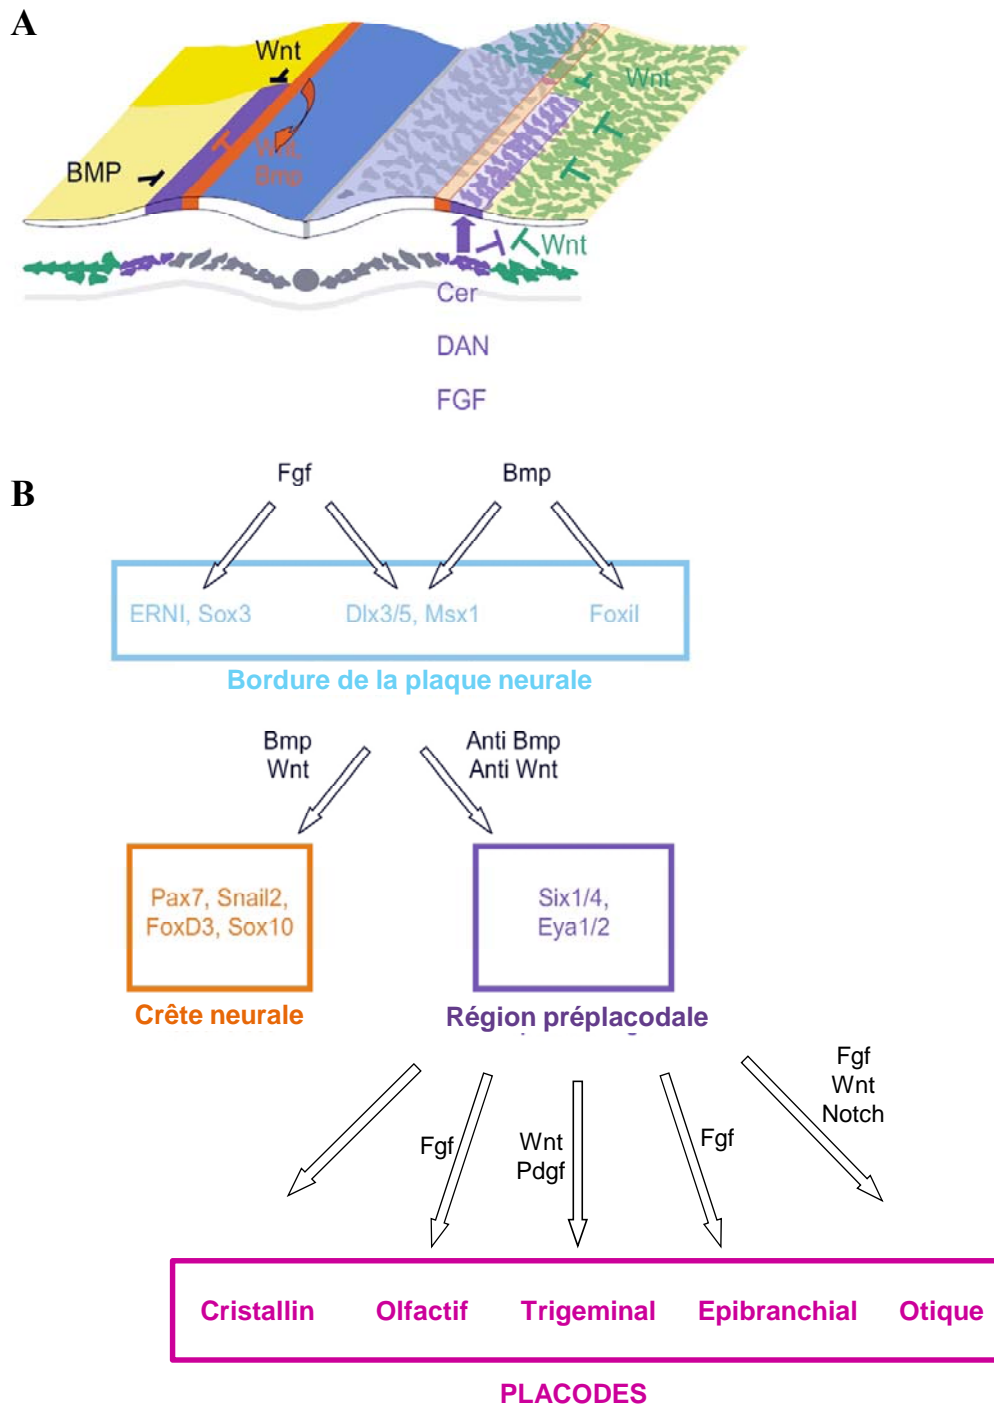 A
Wnt
Wnt
BMP
Wnt,
Bmp
Wnt
Cer
DAN
FGF
B
Fgf
Bmp
ERNI, Sox3
Dlx3/5, Msx1
Foxil
Bordure de la plaque neurale
Bmp
Wnt
Anti Bmp
Anti Wnt
Pax7, Snail2,
FoxD3, Sox10
Six1/4,
Eya1/2
Crête neurale
Région préplacodale
Fgf
Wnt
Notch
Fgf
Wnt
Pdgf
Fgf
Cristallin
Olfactif
Trigeminal
Epibranchial
Otique
PLACODES